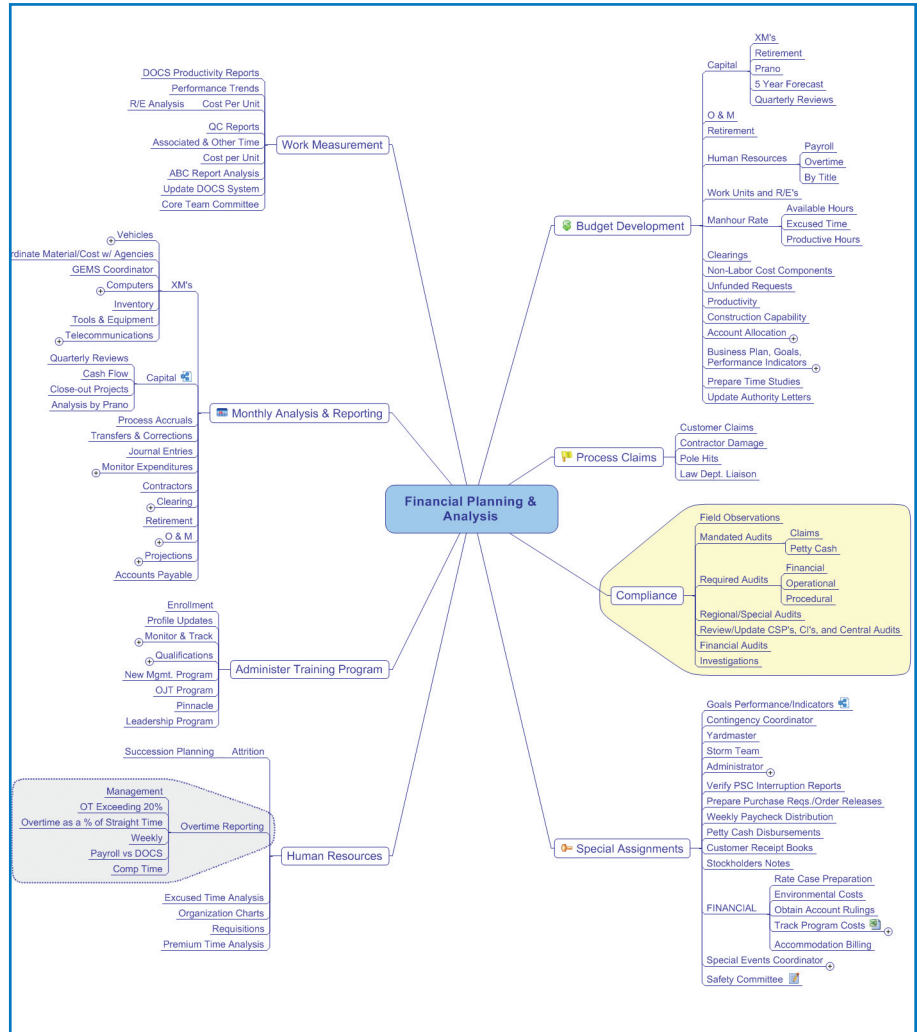 DOCS Productivity Reports
Performance Trends
R/E Analysis Cost Per Unit
QC Reports
Associated & Other Time
Cost per Unit
ABC Report Analysis
Update DOCS System
Core Team Committee
Work Measurement
Vehicles
rdinate Material/Cost w/ Agencies
GEMS Coordinator
Computers
Inventory
Tools & Equipment
Telecommunications
XM's
Quarterly Reviews
Cash Flow
Close-out Projects
Analysis by Prano
Capital
Process Accruals
Transfers & Corrections
Journal Entries
Monitor Expenditures
Contractors
Clearing
Retirement
O & M
Projections
Accounts Payable
Monthly Analysis & Reporting
Enrollment
Profile Updates
Monitor & Track
Qualifications
New Mgmt. Program
OJT Program
Pinnacle
Leadership Program
Administer Training Program
Succession Planning Attrition
Management
OT Exceeding 20%
Overtime as a % of Straight Time
Weekly
Payroll vs DOCS
Comp Time
Overtime Reporting
Excused Time Analysis
Organization Charts
Requisitions
Premium Time Analysis
Human Resources
Financial Planning &
Analysis
Budget Development
Capital
XM's
Retirement
Prano
5 Year Forecast
Quarterly Reviews
O & M
Retirement
Human Resources
Payroll
Overtime
By Title
Work Units and R/E's
Manhour Rate
Available Hours
Excused Time
Productive Hours
Clearings
Non-Labor Cost Components
Unfunded Requests
Productivity
Construction Capability
Account Allocation
Business Plan, Goals,
Performance Indicators
Prepare Time Studies
Update Authority Letters
Process Claims
Customer Claims
Contractor Damage
Pole Hits
Law Dept. Liaison
Compliance
Field Observations
Mandated Audits
Claims
Petty Cash
Required Audits
Financial
Operational
Procedural
Regional/Special Audits
Review/Update CSP's, CI's, and Central Audits
Financial Audits
Investigations
Special Assignments
Goals Performance/Indicators
Contingency Coordinator
Yardmaster
Storm Team
Administrator
Verify PSC Interruption Reports
Prepare Purchase Reqs./Order Releases
Weekly Paycheck Distribution
Petty Cash Disbursements
Customer Receipt Books
Stockholders Notes
FINANCIAL
Rate Case Preparation
Environmental Costs
Obtain Account Rulings
Track Program Costs
Accommodation Billing
Special Events Coordinator
Safety Committee